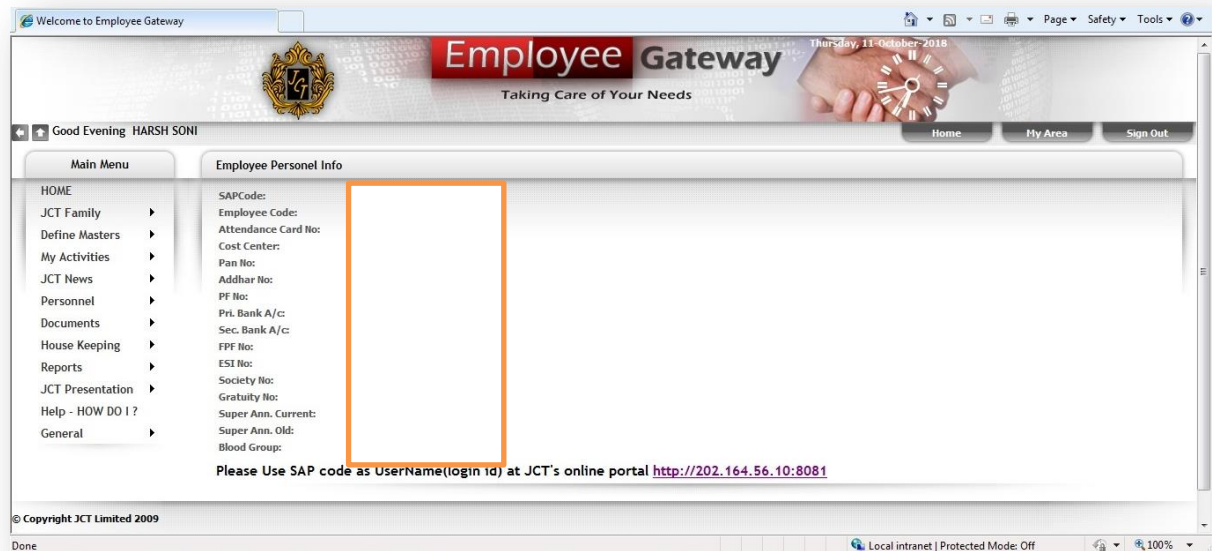 Welcome to Employee Gateway
Page Safety Tools
Employee Gateway
Thursday, 11-October-2018
JCT
Taking Care of Your Needs
Good Evening HARSH SONI
Home My Area Sign Out
Main Menu
HOME
JCT Family
Define Masters
My Activities
JCT News
Personnel
Documents
House Keeping
Reports
JCT Presentation
Help - HOW DO I ?
General
Employee Personel Info
SAPCode:
Employee Code:
Attendance Card No:
Cost Center:
Pan No:
Addhar No:
PF No:
Pri. Bank A/c:
Sec. Bank A/c:
FPF No:
ESI No:
Society No:
Gratuity No:
Super Ann. Current:
Super Ann. Old:
Blood Group:
Please Use SAP code as UserName(login id) at JCT's online portal http://202.164.56.10:8081
© Copyright JCT Limited 2009
Done
Local intranet | Protected Mode: Off
100%